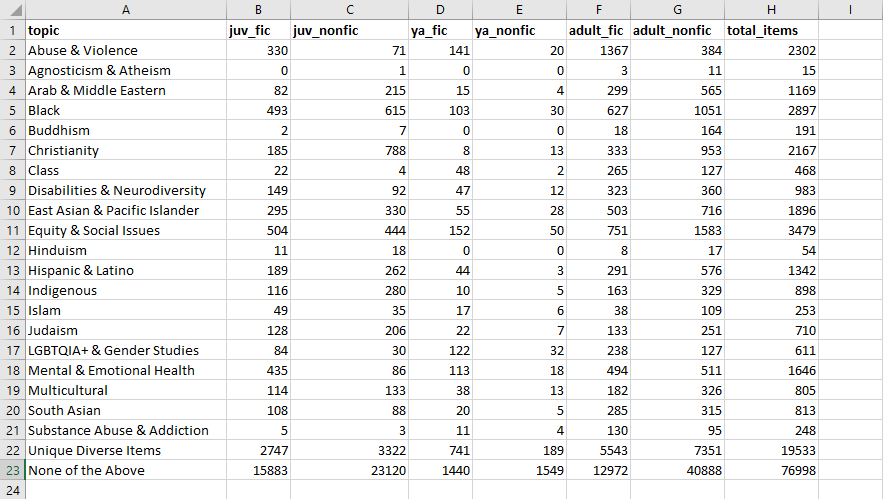 A B C D E F G H I
1 topic juv_fic juv_nonfic ya_fic ya_nonfic adult_fic adult_nonfic total_items
2 Abuse & Violence 330 71 141 20 1367 384 2302
3 Agnosticism & Atheism 0 1 0 0 3 11 15
4 Arab & Middle Eastern 82 215 15 4 299 565 1169
5 Black 493 615 103 30 627 1051 2897
6 Buddhism 2 7 0 0 18 164 191
7 Christianity 185 788 8 13 333 953 2167
8 Class 22 4 48 2 265 127 468
9 Disabilities & Neurodiversity 149 92 47 12 323 360 983
10 East Asian & Pacific Islander 295 330 55 28 503 716 1896
11 Equity & Social Issues 504 444 152 50 751 1583 3479
12 Hinduism 11 18 0 0 8 17 54
13 Hispanic & Latino 189 262 44 3 291 576 1342
14 Indigenous 116 280 10 5 163 329 898
15 Islam 49 35 17 6 38 109 253
16 Judaism 128 206 22 7 133 251 710
17 LGBTQIA+ & Gender Studies 84 30 122 32 238 127 611
18 Mental & Emotional Health 435 86 113 18 494 511 1646
19 Multicultural 114 133 38 13 182 326 805
20 South Asian 108 88 20 5 285 315 813
21 Substance Abuse & Addiction 5 3 11 4 130 95 248
22 Unique Diverse Items 2747 3322 741 189 5543 7351 19533
23 None of the Above 15883 23120 1440 1549 12972 40888 76998
24